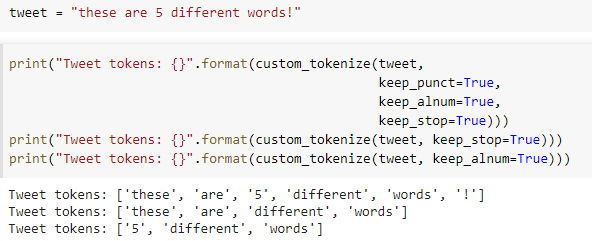 tweet = "these are 5 different words!"
print("Tweet tokens: {}".format(custom_tokenize(tweet,
keep_punct=True,
keep_alnum=True,
keep_stop=True)))
print("Tweet tokens: {}".format(custom_tokenize(tweet, keep_stop=True)))
print("Tweet tokens: {}".format(custom_tokenize(tweet, keep_alnum=True)))
Tweet tokens: ['these', 'are', '5', 'different', 'words', '!']
Tweet tokens: ['these', 'are', 'different', 'words']
Tweet tokens: ['5', 'different', 'words']